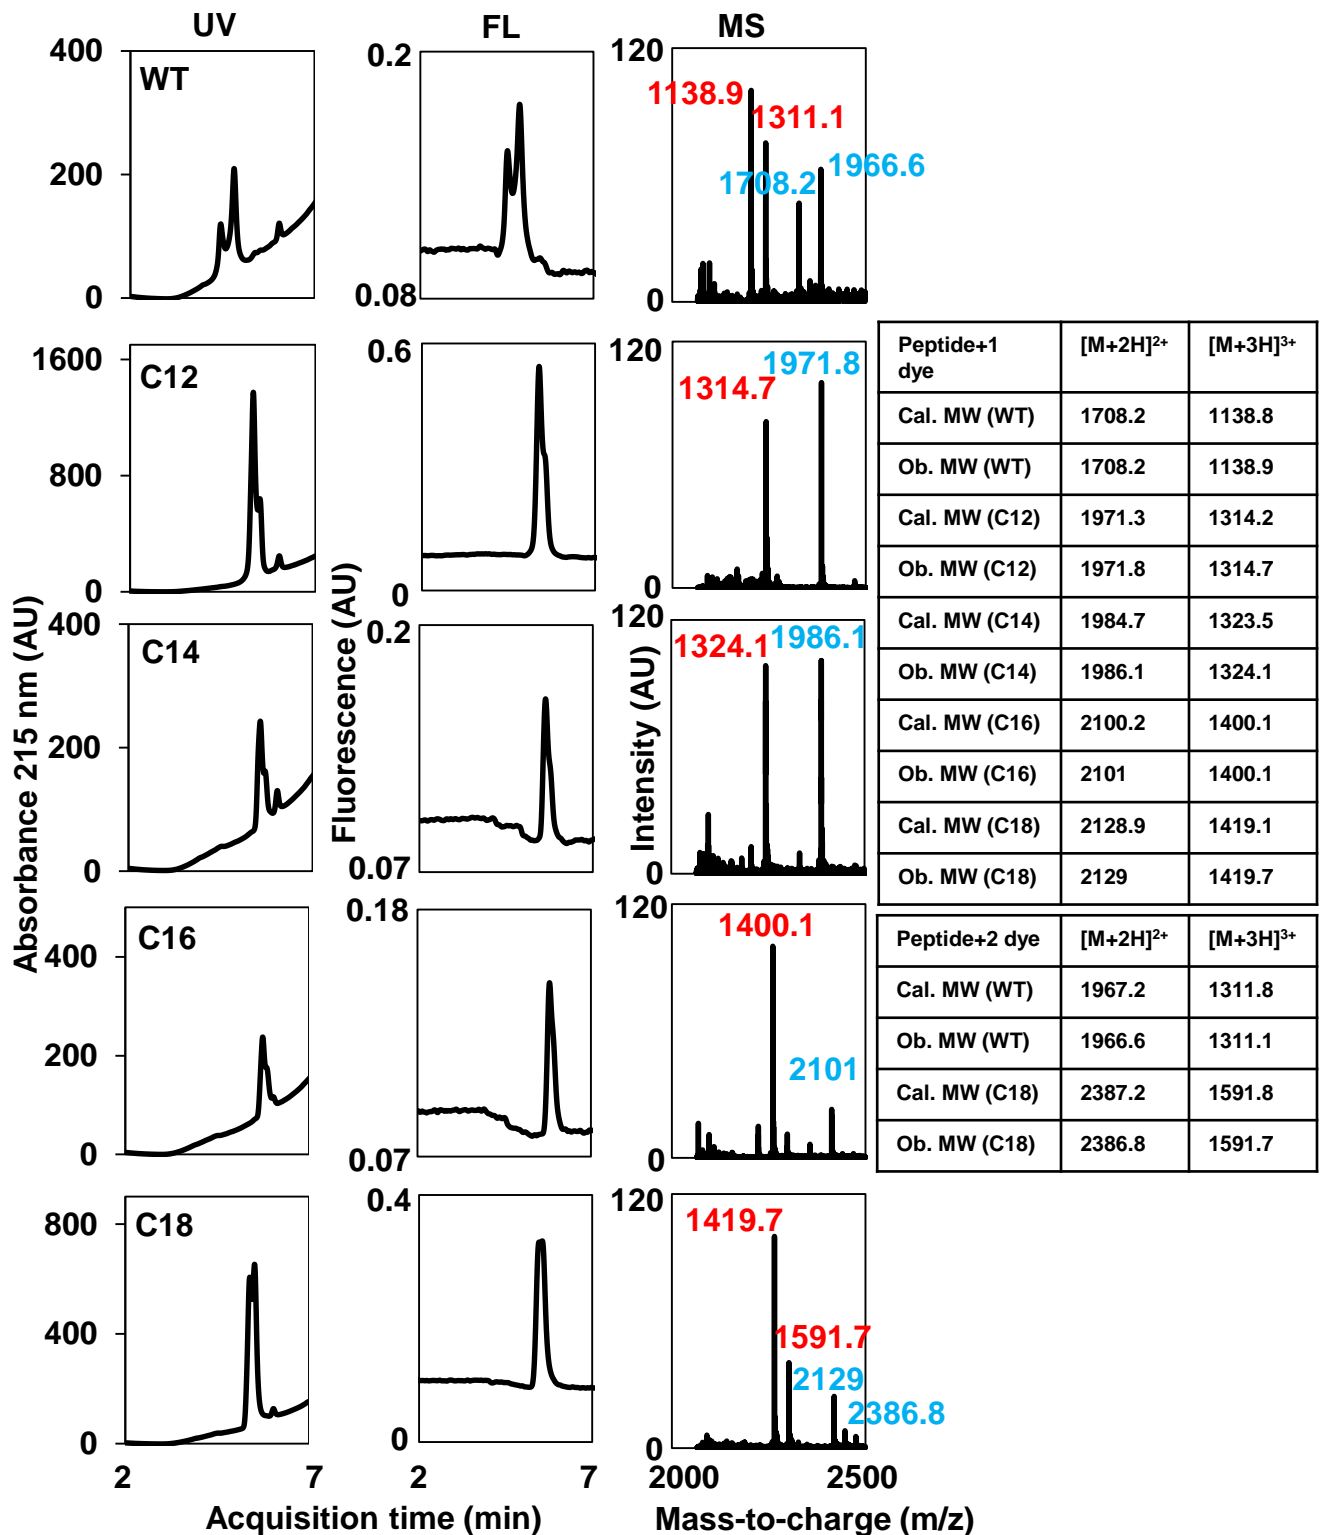 UV
FL
MS
400
200
0
WT
0.2
0.08
120
0
1138.9
1311.1
1708.2
1966.6
1600
800
0
C12
0.6
0
120
0
1314.7
1971.8
400
200
0
C14
0.2
0.07
120
0
1324.1
1986.1
400
200
0
C16
0.18
0.07
120
0
1400.1
2101
800
400
0
C18
0.4
0
120
0
1419.7
1591.7
2129
2386.8
2
7
2
7
2000
2500
Absorbance 215 nm (AU)
Fluorescence (AU)
Intensity (AU)
Acquisition time (min)
Mass-to-charge (m/z)
Peptide+1 dye [M+2H]²⁺ [M+3H]³⁺
Cal. MW (WT) 1708.2 1138.8
Ob. MW (WT) 1708.2 1138.9
Cal. MW (C12) 1971.3 1314.2
Ob. MW (C12) 1971.8 1314.7
Cal. MW (C14) 1984.7 1323.5
Ob. MW (C14) 1986.1 1324.1
Cal. MW (C16) 2100.2 1400.1
Ob. MW (C16) 2101 1400.1
Cal. MW (C18) 2128.9 1419.1
Ob. MW (C18) 2129 1419.7
Peptide+2 dye [M+2H]²⁺ [M+3H]³⁺
Cal. MW (WT) 1967.2 1311.8
Ob. MW (WT) 1966.6 1311.1
Cal. MW (C18) 2387.2 1591.8
Ob. MW (C18) 2386.8 1591.7